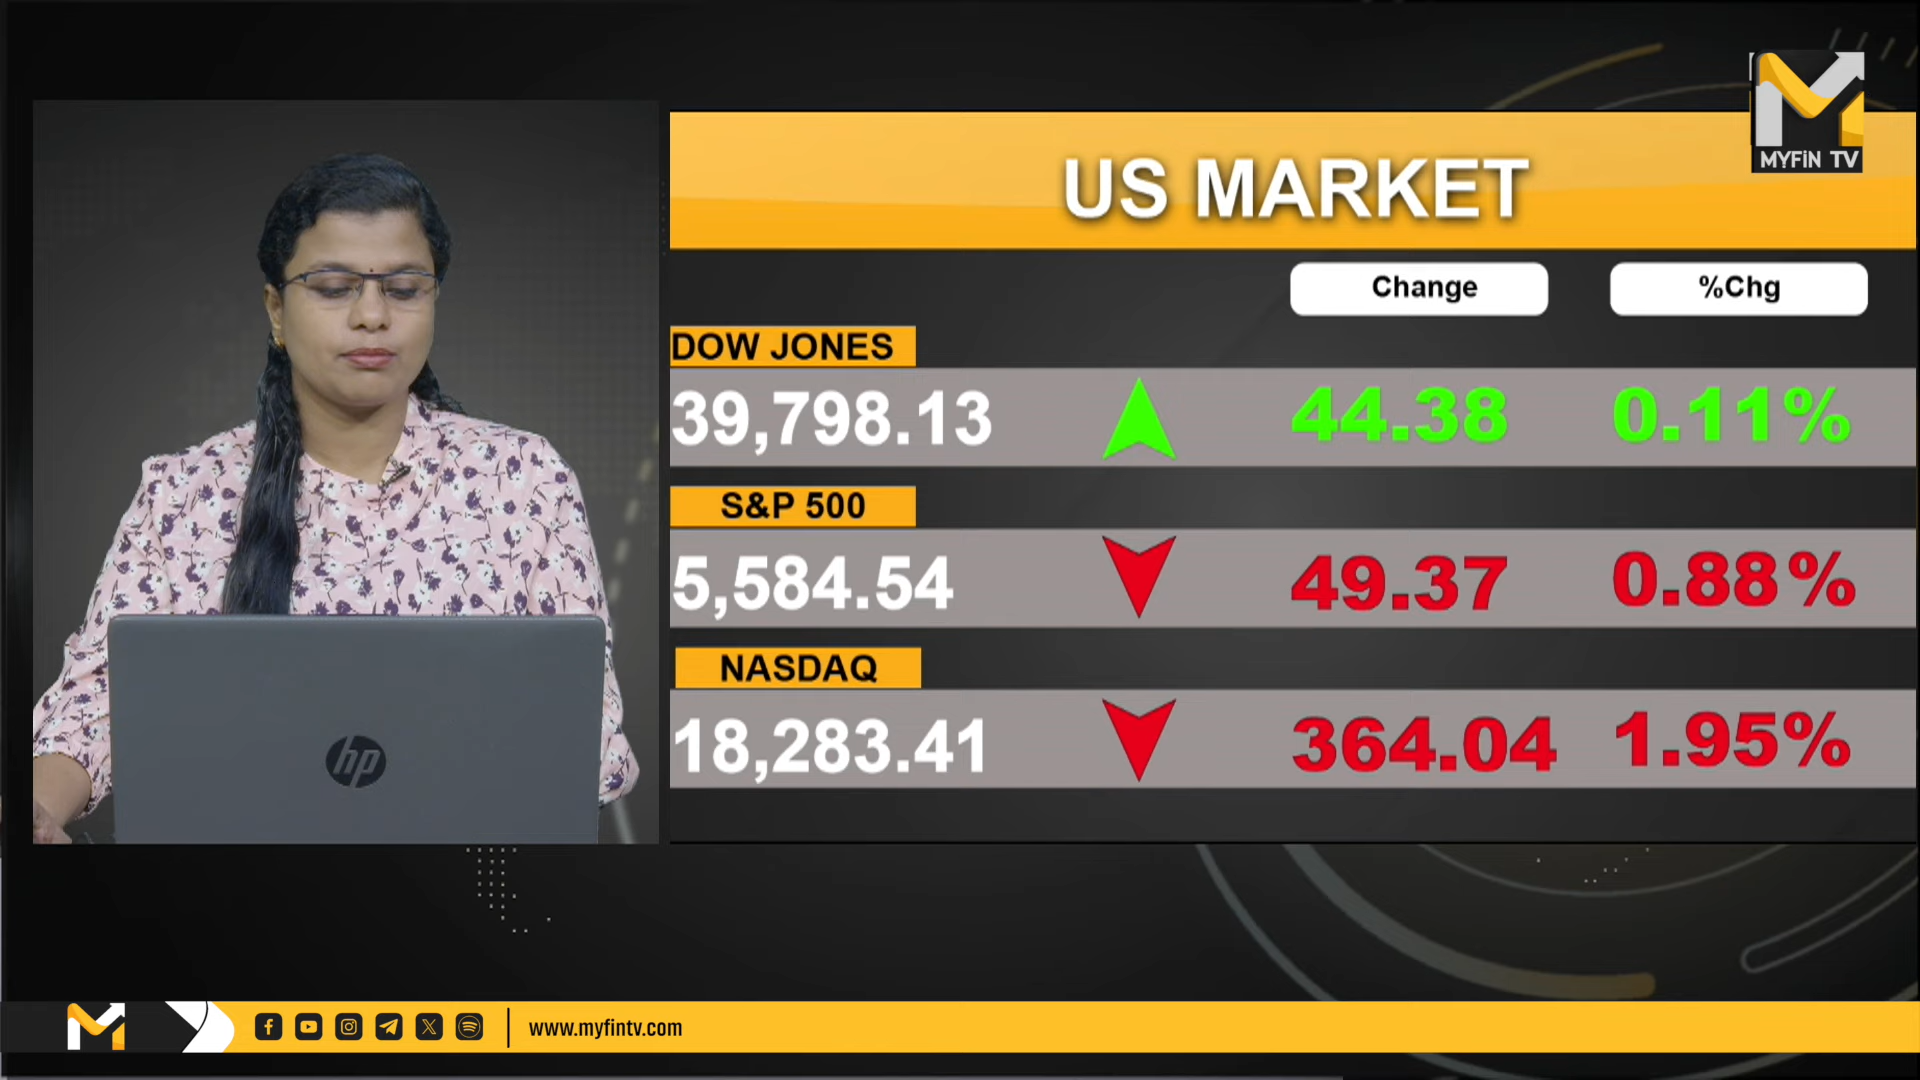 MYFiN TV
US MARKET
Change %Chg
DOW JONES
39,798.13 44.38 0.11%
S&P 500
5,584.54 49.37 0.88%
NASDAQ
18,283.41 364.04 1.95%
hp
www.myfintv.com